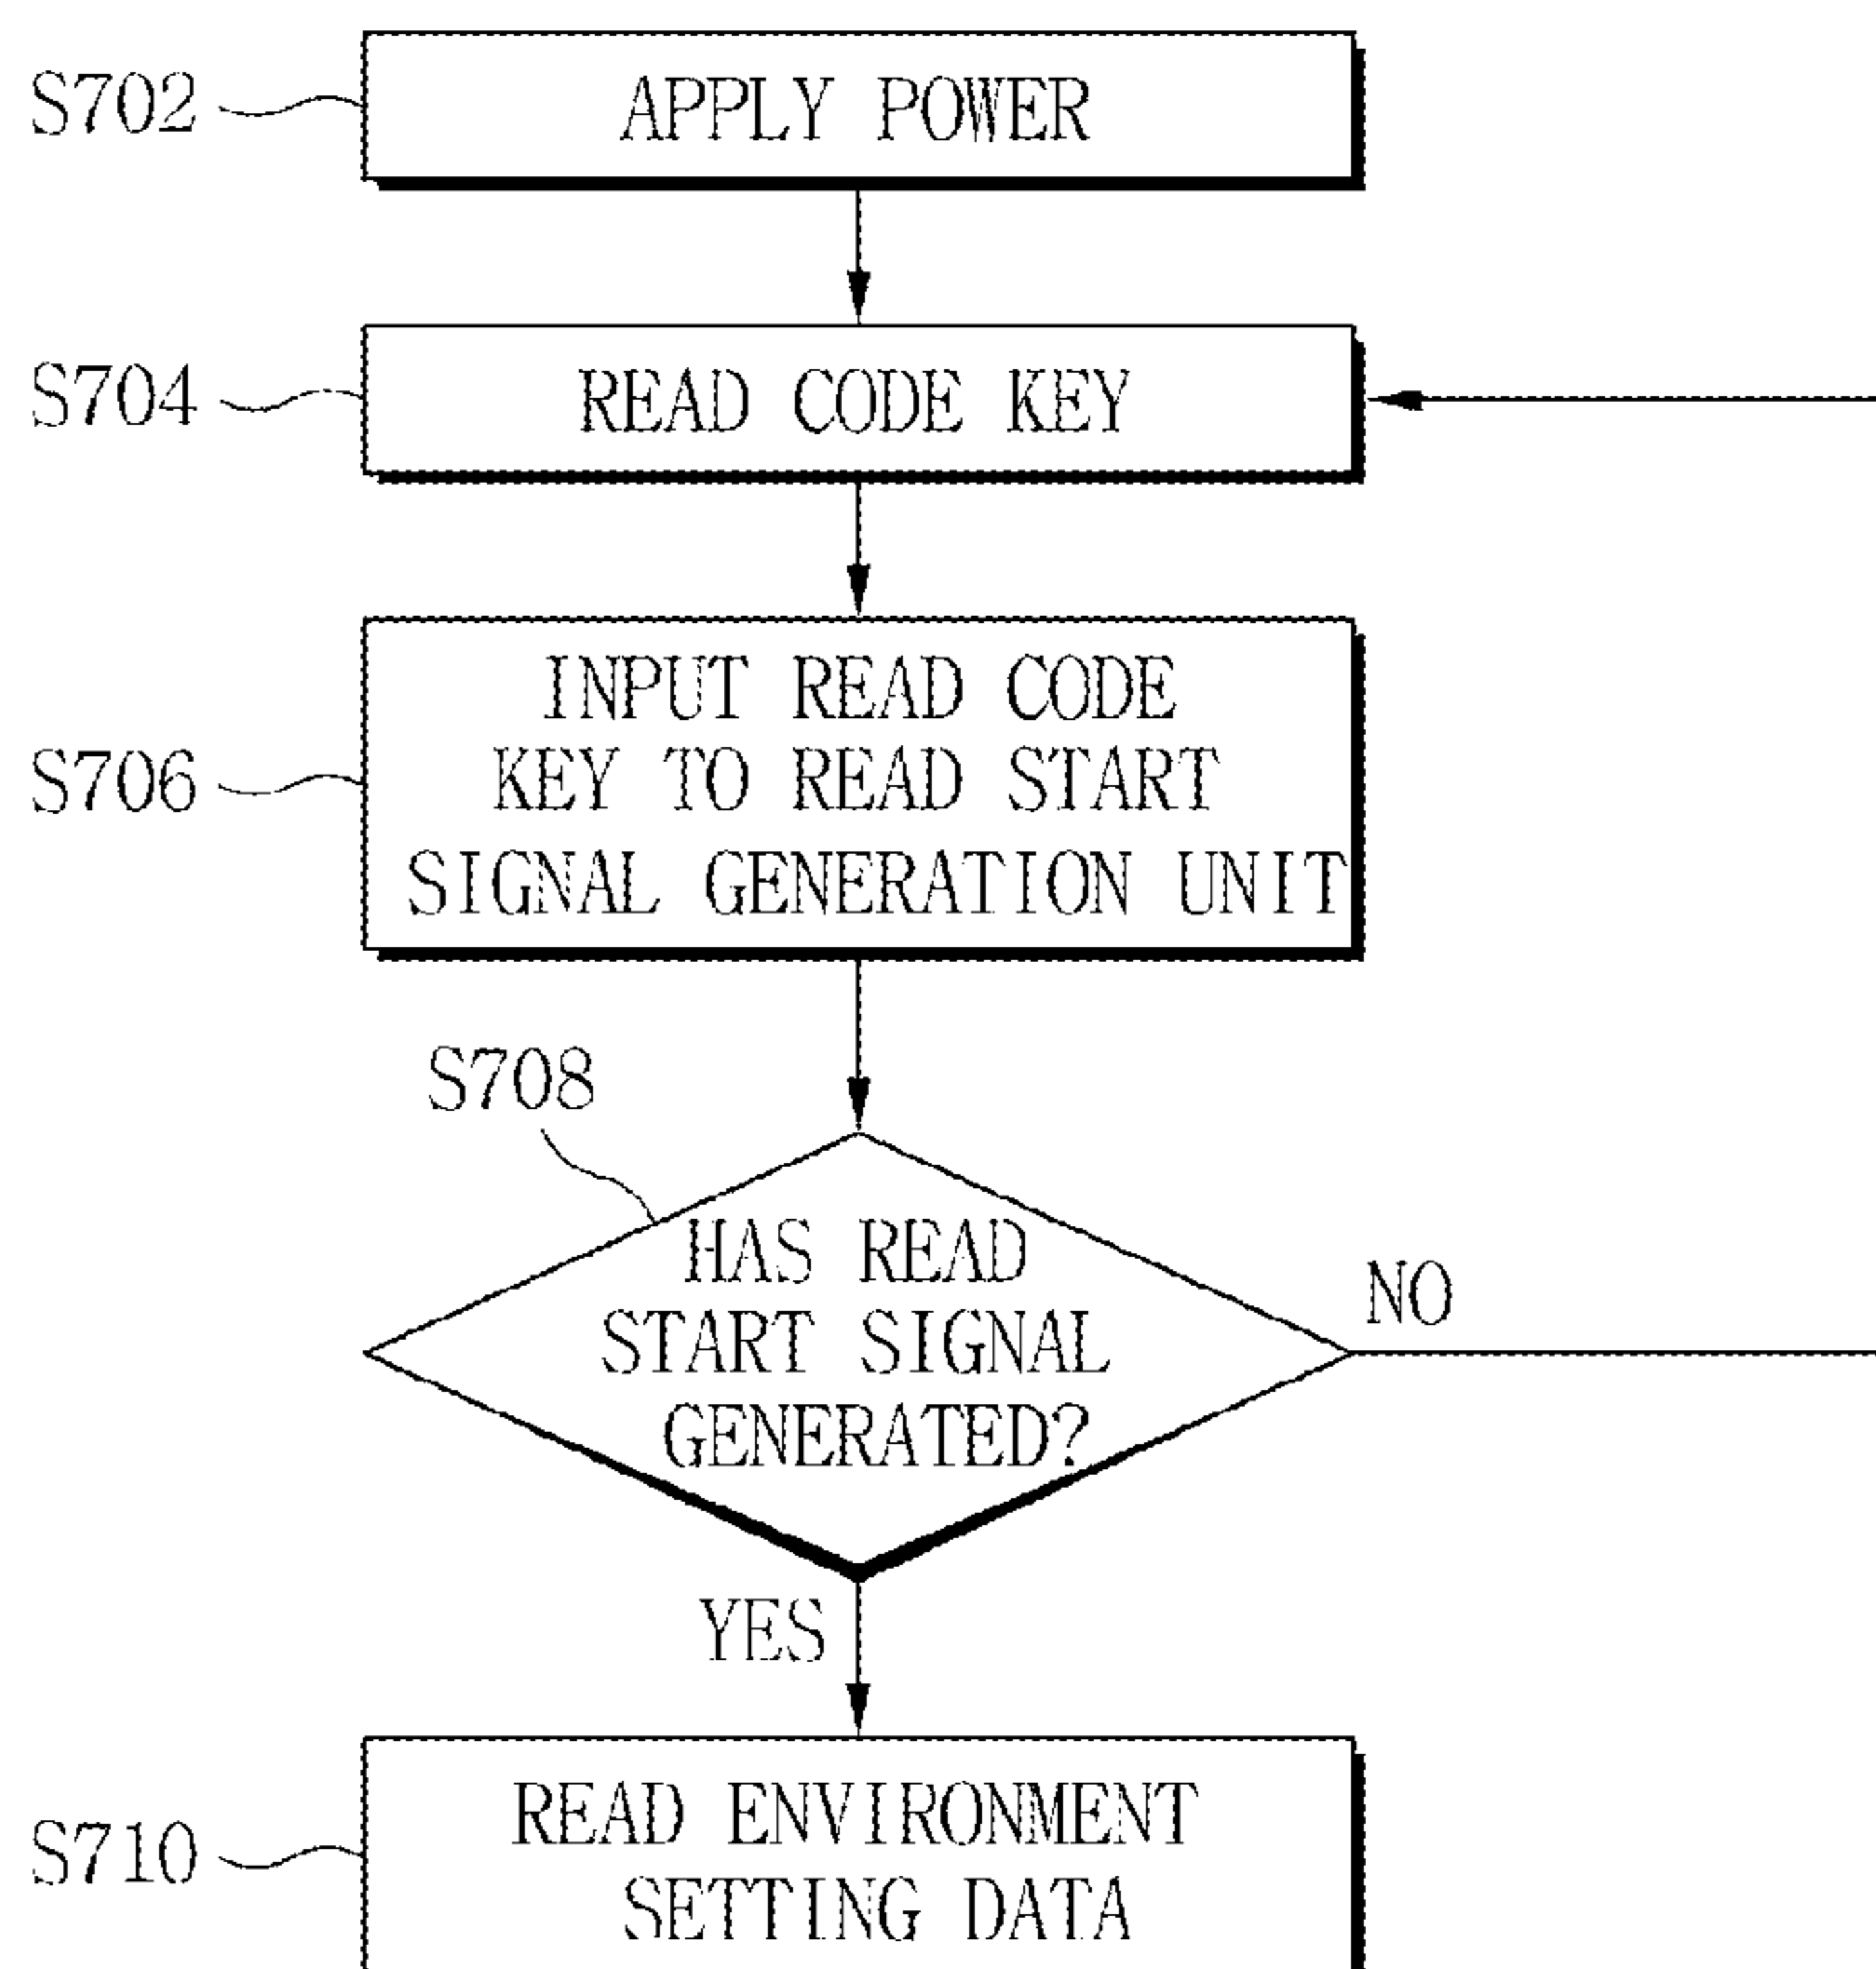 S702
APPLY POWER
S704
READ CODE KEY
S706
INPUT READ CODE
KEY TO READ START
SIGNAL GENERATION UNIT
S708
HAS READ
START SIGNAL
GENERATED?
NO
YES
S710
READ ENVIRONMENT
SETTING DATA